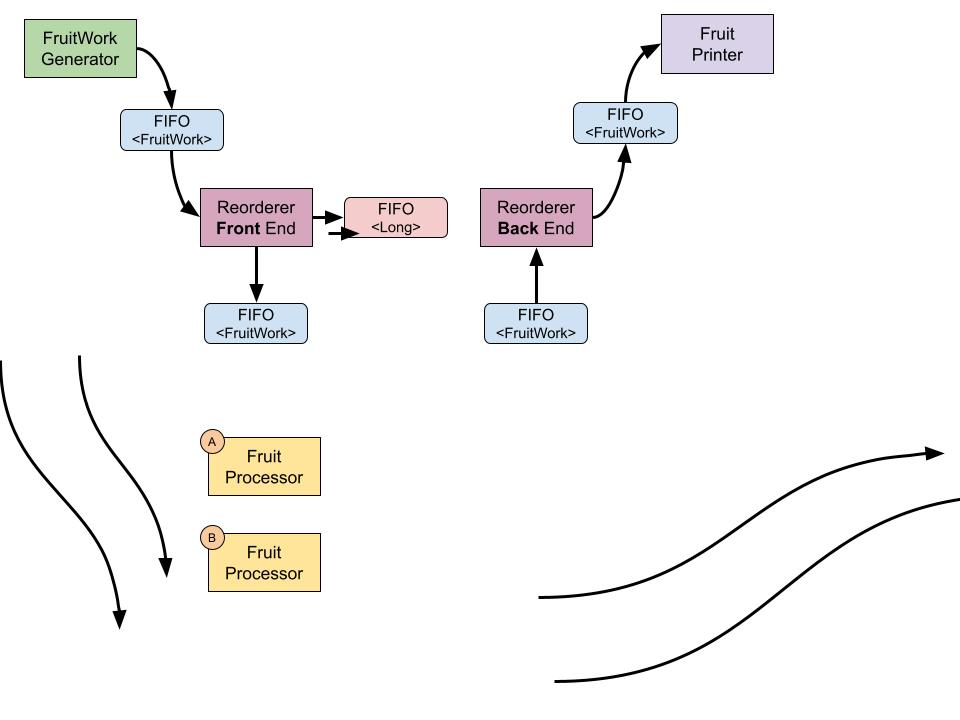 FruitWork
Generator
Fruit
Printer
FIFO
<FruitWork>
FIFO
<FruitWork>
Reorderer
Front End
FIFO
<Long>
Reorderer
Back End
FIFO
<FruitWork>
FIFO
<FruitWork>
A
Fruit
Processor
B
Fruit
Processor